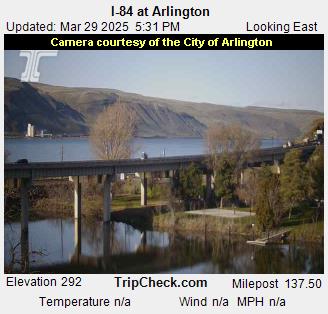 I-84 at Arlington
Updated: Mar 29 2025 5:31 PM Looking East
Camera courtesy of the City of Arlington
Elevation 292 TripCheck.com Milepost 137.50
Temperature n/a Wind n/a MPH n/a